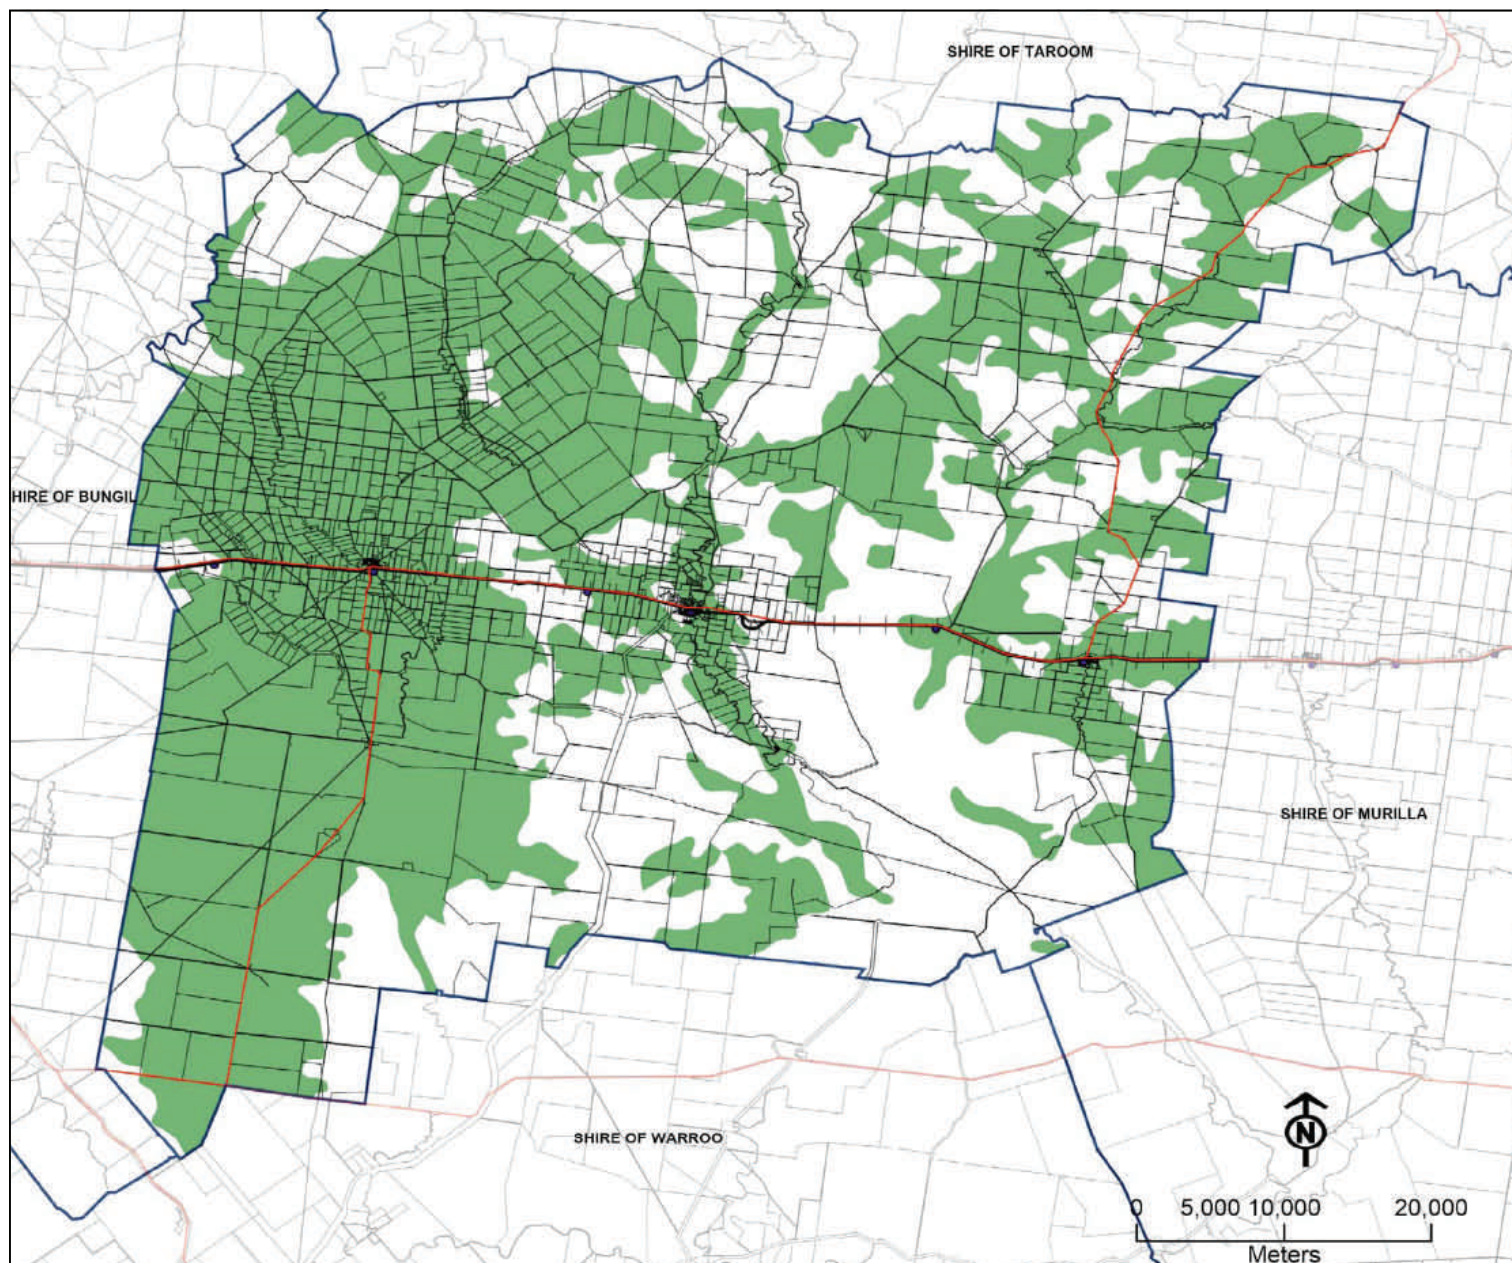 SHIRE OF TAROOM
HIRE OF BUNGIL
SHIRE OF MURILLA
SHIRE OF WARROO
N
0 5,000 10,000 20,000
Meters